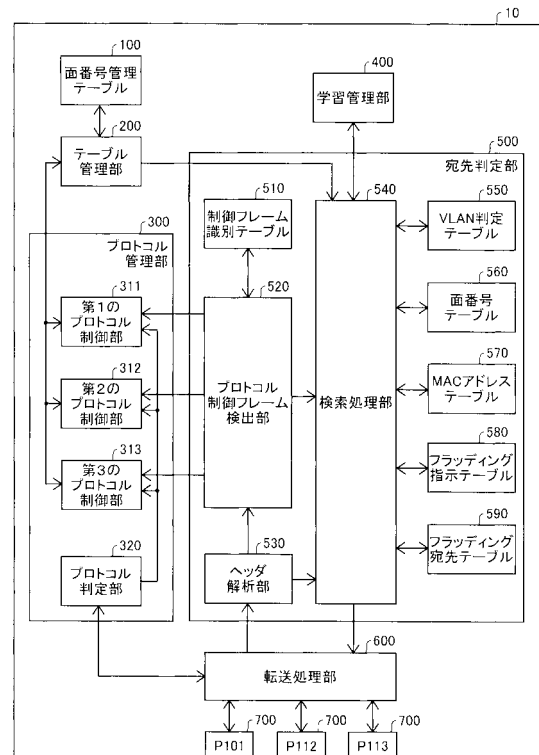 10
100
面番号管理
テーブル
200
テーブル
管理部
300
プロトコル
管理部
311
第1の
プロトコル
制御部
312
第2の
プロトコル
制御部
313
第3の
プロトコル
制御部
320
プロトコル
判定部
400
学習管理部
500
宛先判定部
510
制御フレーム
識別テーブル
520
プロトコル
制御フレーム
検出部
530
ヘッダ
解析部
540
検索処理部
550
VLAN判定
テーブル
560
面番号
テーブル
570
MACアドレス
テーブル
580
フラッディング
指示テーブル
590
フラッディング
宛先テーブル
600
転送処理部
700
P101
700
P112
700
P113